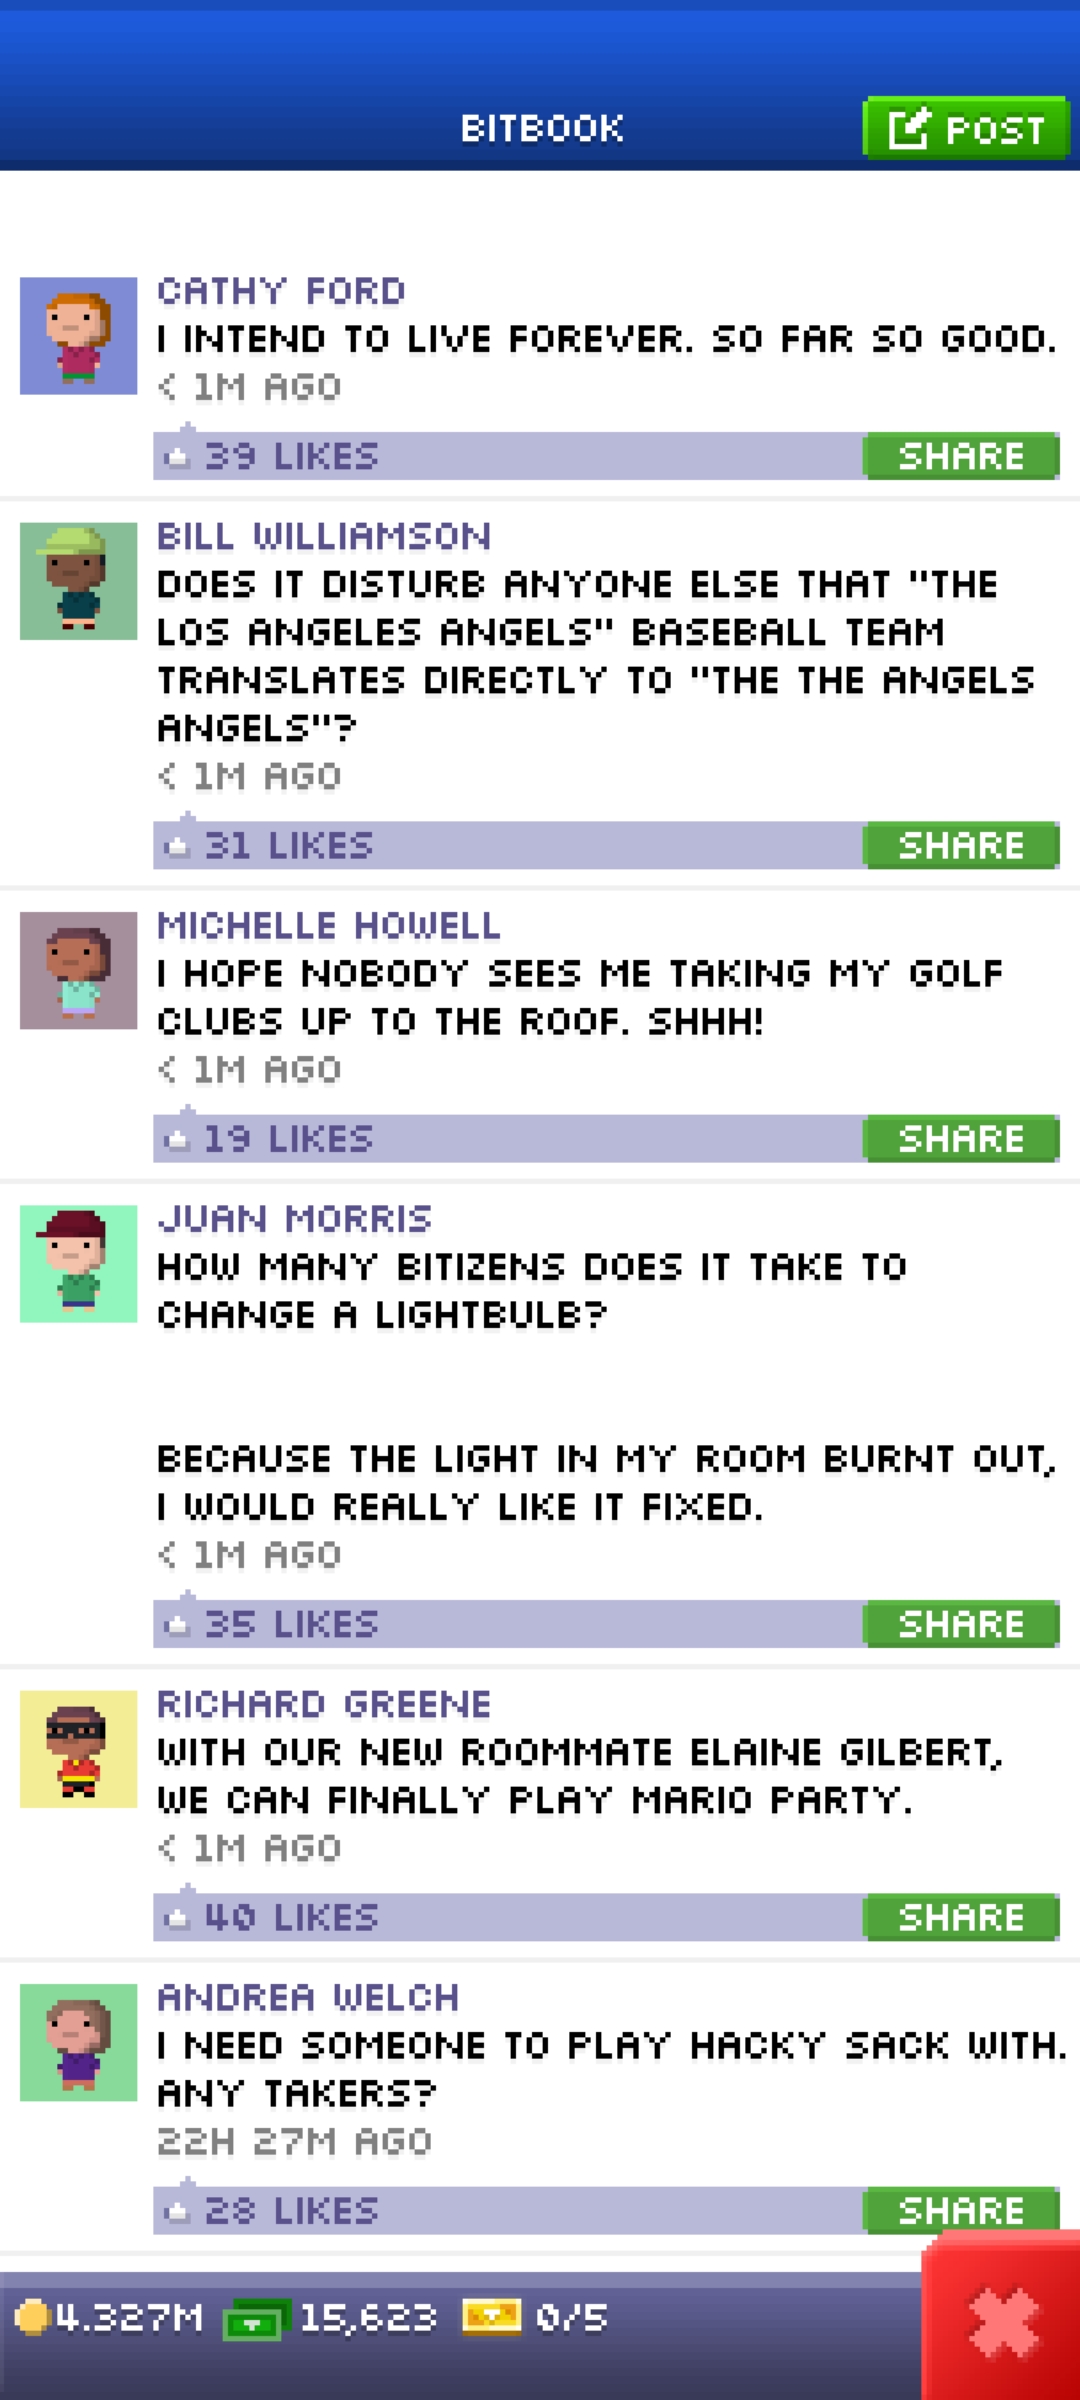 BITBOOK
POST
CATHY FORD
I INTEND TO LIVE FOREVER. SO FAR SO GOOD.
< 1M AGO
39 LIKES
SHARE
BILL WILLIAMSON
DOES IT DISTURB ANYONE ELSE THAT "THE
LOS ANGELES ANGELS" BASEBALL TEAM
TRANSLATES DIRECTLY TO "THE THE ANGELS
ANGELS"?
< 1M AGO
31 LIKES
SHARE
MICHELLE HOWELL
I HOPE NOBODY SEES ME TAKING MY GOLF
CLUBS UP TO THE ROOF. SHHH!
< 1M AGO
19 LIKES
SHARE
JUAN MORRIS
HOW MANY BITIZENS DOES IT TAKE TO
CHANGE A LIGHTBULB?
BECAUSE THE LIGHT IN MY ROOM BURNT OUT,
I WOULD REALLY LIKE IT FIXED.
< 1M AGO
35 LIKES
SHARE
RICHARD GREENE
WITH OUR NEW ROOMMATE ELAINE GILBERT,
WE CAN FINALLY PLAY MARIO PARTY.
< 1M AGO
40 LIKES
SHARE
ANDREA WELCH
I NEED SOMEONE TO PLAY HACKY SACK WITH.
ANY TAKERS?
22H 27M AGO
28 LIKES
SHARE
4.327M 15,623 0/5